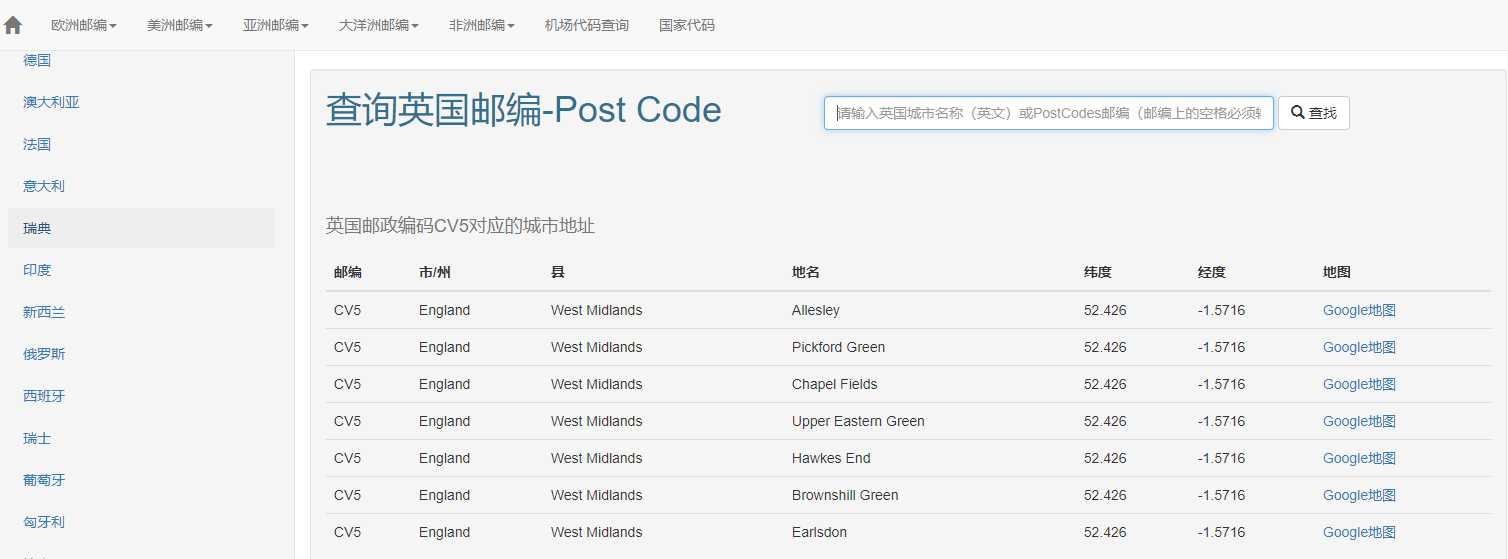 欧洲邮编 美洲邮编 亚洲邮编 大洋洲邮编 非洲邮编 机场代码查询 国家代码
德国
澳大利亚
法国
意大利
瑞典
印度
新西兰
俄罗斯
西班牙
瑞士
葡萄牙
匈牙利
查询英国邮编-Post Code
请输入英国城市名称（英文）或PostCodes邮编（邮编上的空格必须
查找
英国邮政编码CV5对应的城市地址
邮编 市/州 县 地名 纬度 经度 地图
CV5 England West Midlands Allesley 52.426 -1.5716 Google地图
CV5 England West Midlands Pickford Green 52.426 -1.5716 Google地图
CV5 England West Midlands Chapel Fields 52.426 -1.5716 Google地图
CV5 England West Midlands Upper Eastern Green 52.426 -1.5716 Google地图
CV5 England West Midlands Hawkes End 52.426 -1.5716 Google地图
CV5 England West Midlands Brownshill Green 52.426 -1.5716 Google地图
CV5 England West Midlands Earlsdon 52.426 -1.5716 Google地图